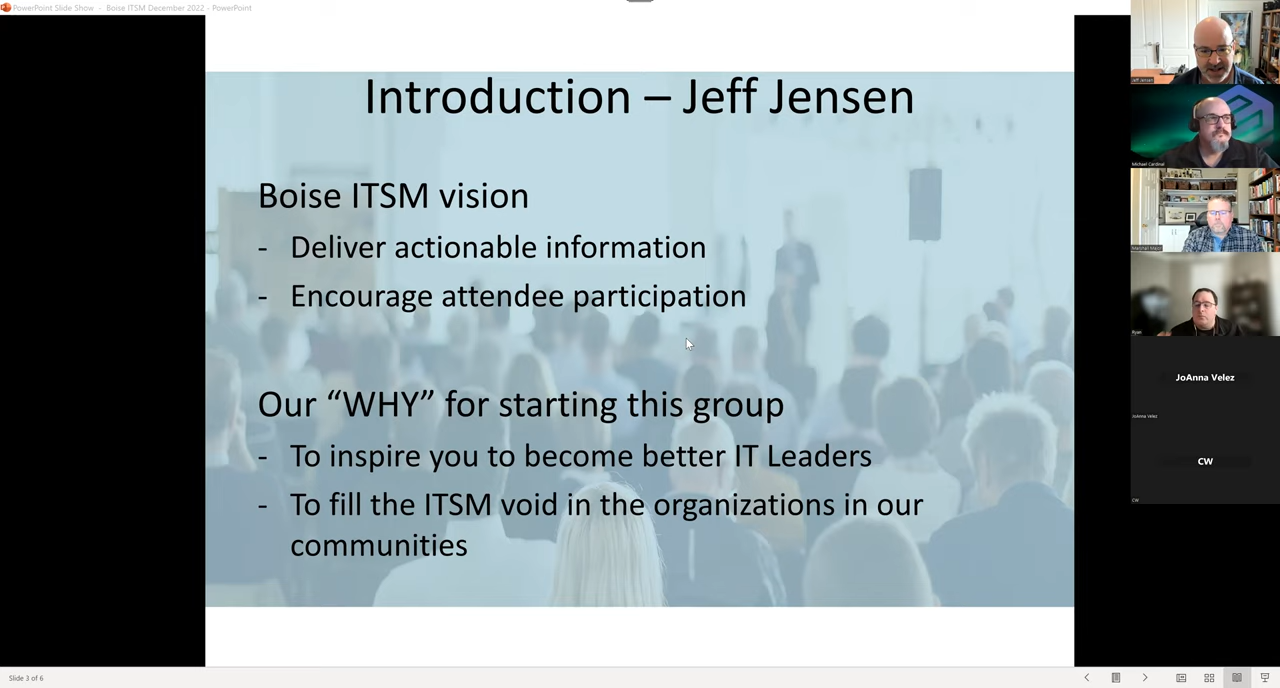 PowerPoint Slide Show - Boise ITSM December 2022 - PowerPoint
Introduction – Jeff Jensen
Boise ITSM vision
- Deliver actionable information
- Encourage attendee participation
Our “WHY” for starting this group
- To inspire you to become better IT Leaders
- To fill the ITSM void in the organizations in our
communities
Jeff Jensen
Michael Cardinal
Ryan
JoAnna Velez
JoAnna Velez
CW
CW
Slide 3 of 6